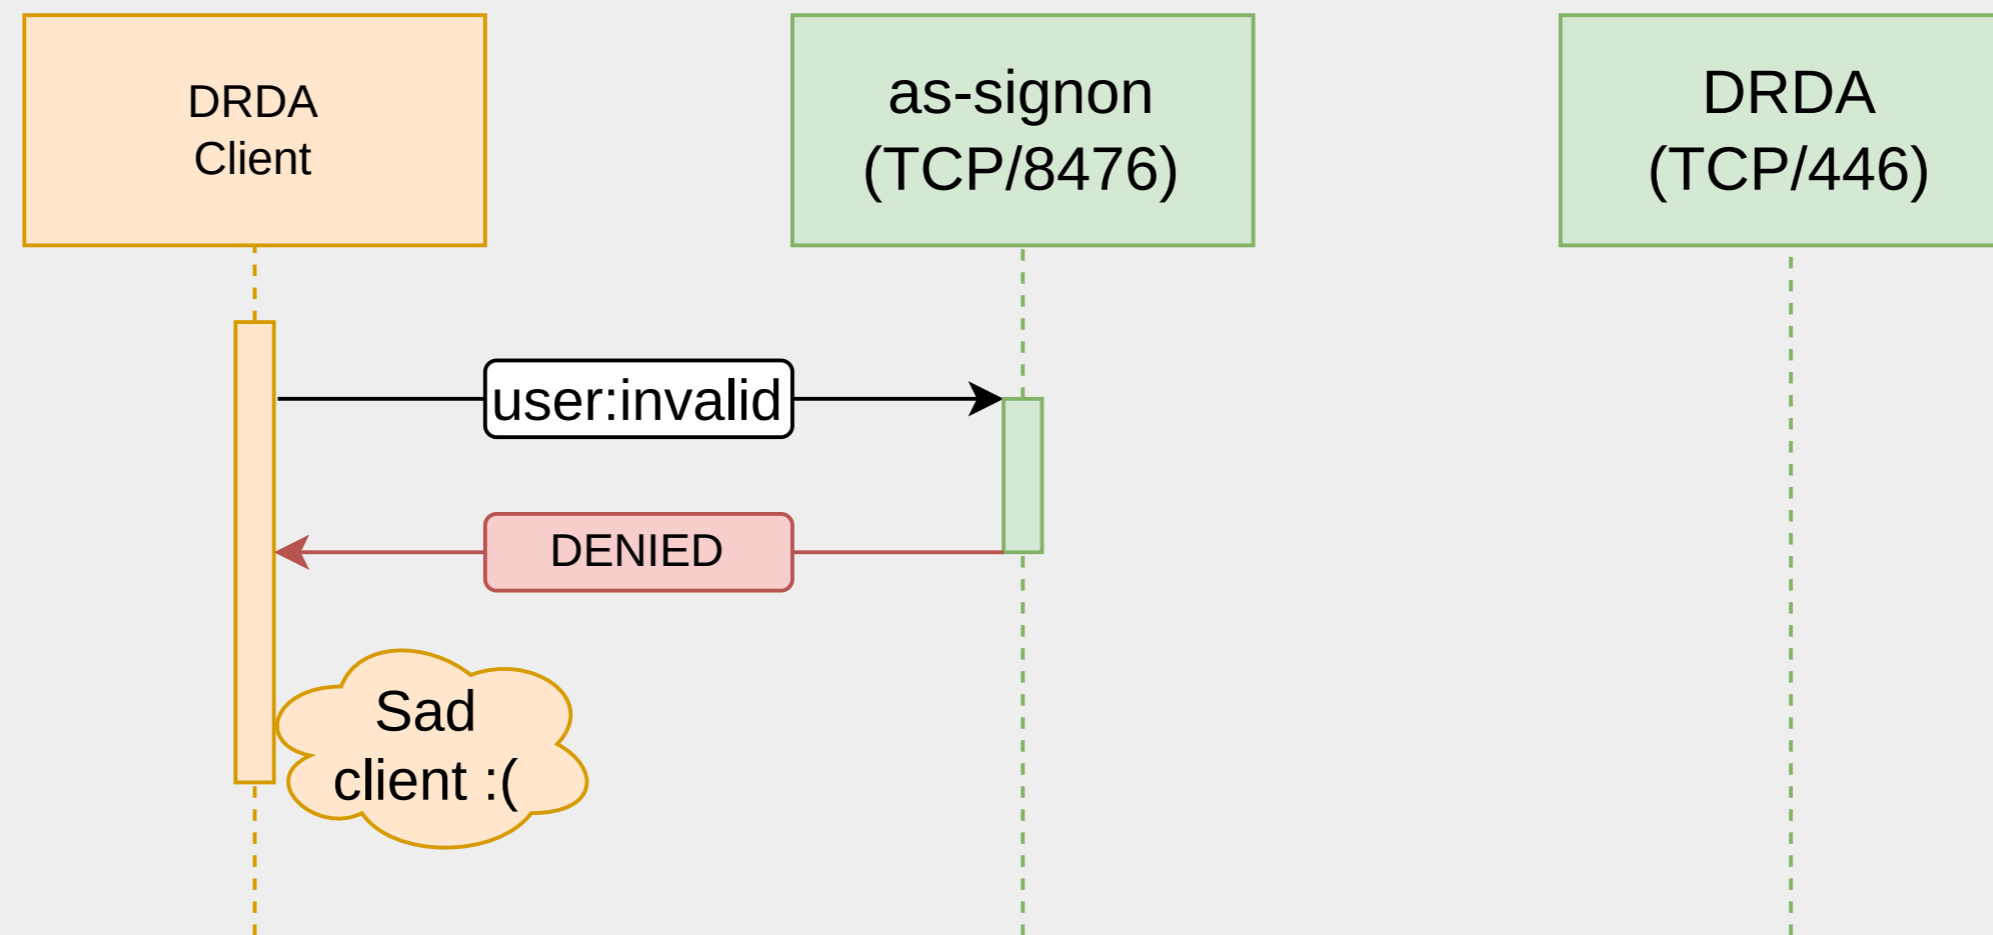 DRDA
Client
as-signon
(TCP/8476)
DRDA
(TCP/446)
user:invalid
DENIED
Sad
client :(